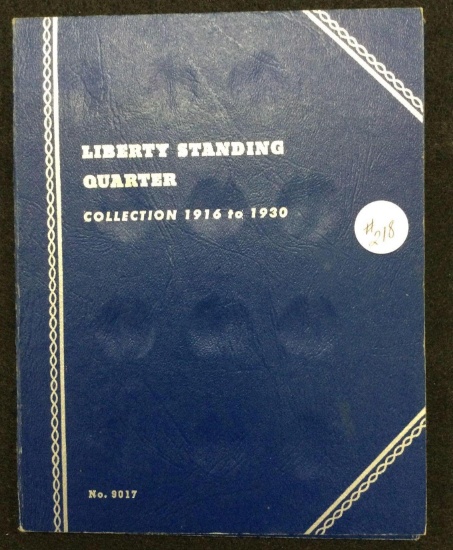 LIBERTY STANDING
QUARTER
COLLECTION 1916 to 1930
#218
No. 9017